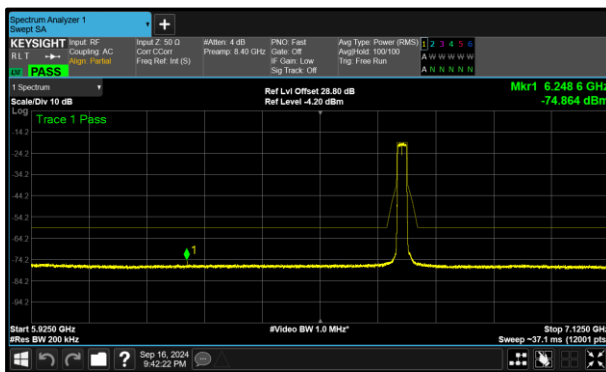 Spectrum Analyzer 1
Swept SA
+
KEYSIGHT
RLT
LW PASS
Input: RF
Coupling: AC
Align: Partial
Input Z: 50 Ω
Corr CCorr
Freq Ref: Int (S)
#Atten: 4 dB
Preamp: 8.40 GHz
PNO: Fast
Gate: Off
IF Gain: Low
Sig Track: Off
Avg Type: Power (RMS)
Avg|Hold: 100/100
Trig: Free Run
1 2 3 4 5 6
A W W W W W
A N N N N N
1 Spectrum
Scale/Div 10 dB
Ref Lvl Offset 28.80 dB
Ref Level -4.20 dBm
Mkr1 6.248 6 GHz
-74.864 dBm
Log
Trace 1 Pass
-14.2
-24.2
-34.2
-44.2
-54.2
-64.2
-74.2
-84.2
-94.2
1
Start 5.9250 GHz
#Res BW 200 kHz
#Video BW 1.0 MHz*
Stop 7.1250 GHz
Sweep ~37.1 ms (12001 pts)
?
Sep 16, 2024
9:42:22 PM